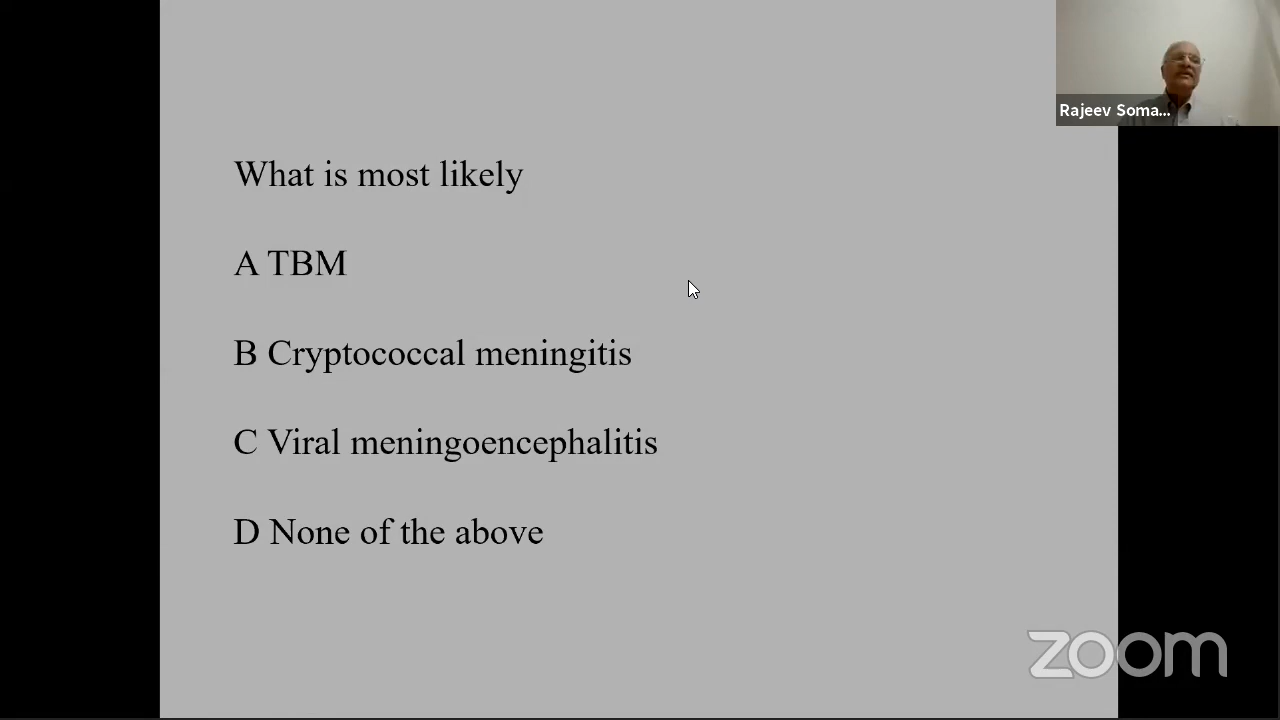 Rajeev Soma...
What is most likely
A TBM
B Cryptococcal meningitis
C Viral meningoencephalitis
D None of the above
zoom